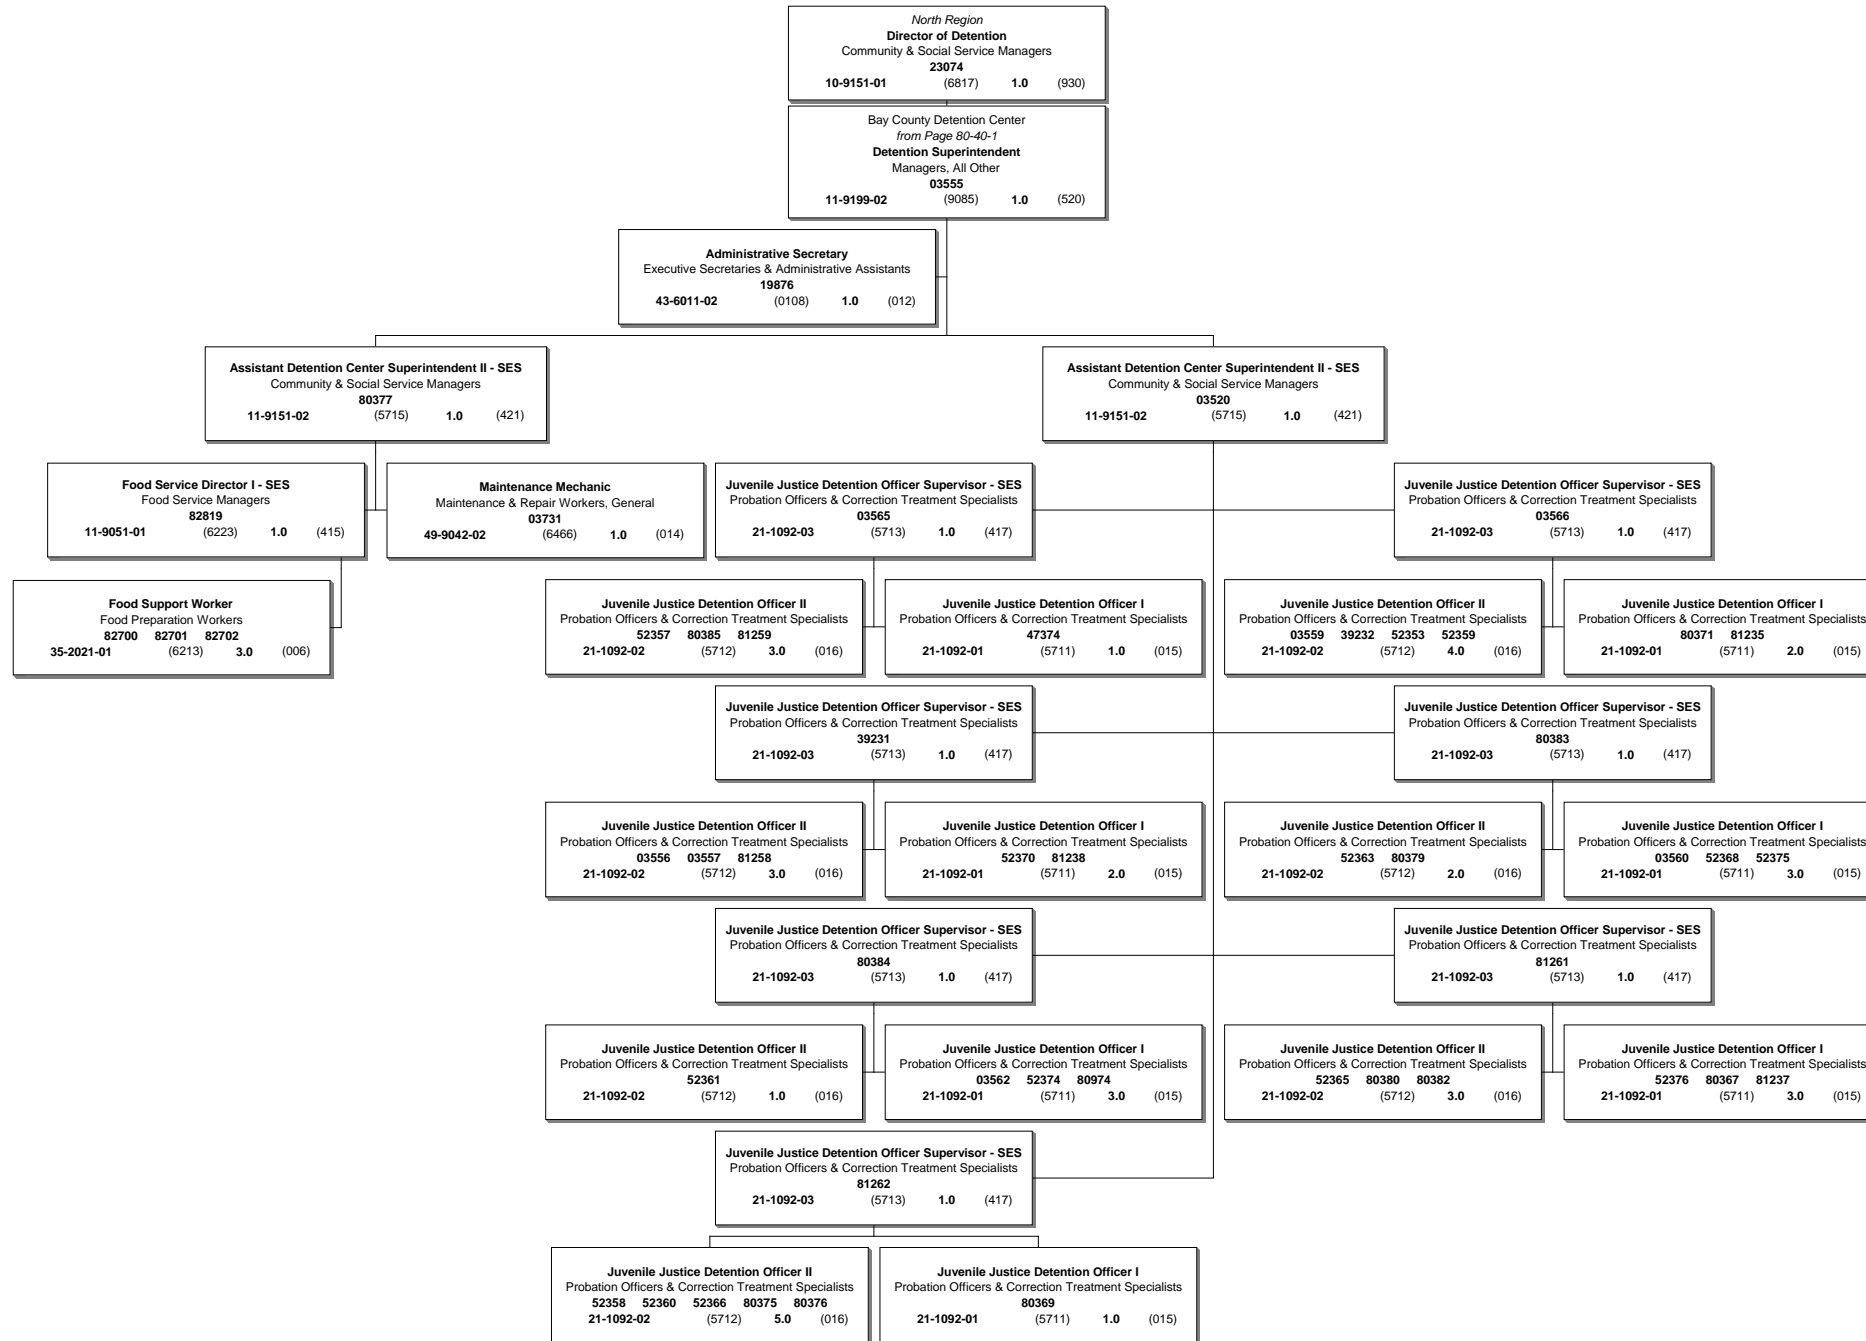 North Region
Director of Detention
Community & Social Service Managers
23074
10-9151-01 (6817) 1.0 (930)
Bay County Detention Center
from Page 80-40-1
Detention Superintendent
Managers, All Other
03555
11-9199-02 (9085) 1.0 (520)
Administrative Secretary
Executive Secretaries & Administrative Assistants
19876
43-6011-02 (0108) 1.0 (012)
Assistant Detention Center Superintendent II - SES
Community & Social Service Managers
80377
11-9151-02 (5715) 1.0 (421)
Assistant Detention Center Superintendent II - SES
Community & Social Service Managers
03520
11-9151-02 (5715) 1.0 (421)
Food Service Director I - SES
Food Service Managers
82819
11-9051-01 (6223) 1.0 (415)
Maintenance Mechanic
Maintenance & Repair Workers, General
03731
49-9042-02 (6466) 1.0 (014)
Juvenile Justice Detention Officer Supervisor - SES
Probation Officers & Correction Treatment Specialists
03565
21-1092-03 (5713) 1.0 (417)
Juvenile Justice Detention Officer Supervisor - SES
Probation Officers & Correction Treatment Specialists
03566
21-1092-03 (5713) 1.0 (417)
Food Support Worker
Food Preparation Workers
82700 82701 82702
35-2021-01 (6213) 3.0 (006)
Juvenile Justice Detention Officer II
Probation Officers & Correction Treatment Specialists
52357 80385 81259
21-1092-02 (5712) 3.0 (016)
Juvenile Justice Detention Officer I
Probation Officers & Correction Treatment Specialists
47374
21-1092-01 (5711) 1.0 (015)
Juvenile Justice Detention Officer II
Probation Officers & Correction Treatment Specialists
03559 39232 52353 52359
21-1092-02 (5712) 4.0 (016)
Juvenile Justice Detention Officer I
Probation Officers & Correction Treatment Specialists
80371 81235
21-1092-01 (5711) 2.0 (015)
Juvenile Justice Detention Officer Supervisor - SES
Probation Officers & Correction Treatment Specialists
39231
21-1092-03 (5713) 1.0 (417)
Juvenile Justice Detention Officer Supervisor - SES
Probation Officers & Correction Treatment Specialists
80383
21-1092-03 (5713) 1.0 (417)
Juvenile Justice Detention Officer II
Probation Officers & Correction Treatment Specialists
03556 03557 81258
21-1092-02 (5712) 3.0 (016)
Juvenile Justice Detention Officer I
Probation Officers & Correction Treatment Specialists
52370 81238
21-1092-01 (5711) 2.0 (015)
Juvenile Justice Detention Officer II
Probation Officers & Correction Treatment Specialists
52363 80379
21-1092-02 (5712) 2.0 (016)
Juvenile Justice Detention Officer I
Probation Officers & Correction Treatment Specialists
03560 52368 52375
21-1092-01 (5711) 3.0 (015)
Juvenile Justice Detention Officer Supervisor - SES
Probation Officers & Correction Treatment Specialists
80384
21-1092-03 (5713) 1.0 (417)
Juvenile Justice Detention Officer Supervisor - SES
Probation Officers & Correction Treatment Specialists
81261
21-1092-03 (5713) 1.0 (417)
Juvenile Justice Detention Officer II
Probation Officers & Correction Treatment Specialists
52361
21-1092-02 (5712) 1.0 (016)
Juvenile Justice Detention Officer I
Probation Officers & Correction Treatment Specialists
03562 52374 80974
21-1092-01 (5711) 3.0 (015)
Juvenile Justice Detention Officer II
Probation Officers & Correction Treatment Specialists
52365 80380 80382
21-1092-02 (5712) 3.0 (016)
Juvenile Justice Detention Officer I
Probation Officers & Correction Treatment Specialists
52376 80367 81237
21-1092-01 (5711) 3.0 (015)
Juvenile Justice Detention Officer Supervisor - SES
Probation Officers & Correction Treatment Specialists
81262
21-1092-03 (5713) 1.0 (417)
Juvenile Justice Detention Officer II
Probation Officers & Correction Treatment Specialists
52358 52360 52366 80375 80376
21-1092-02 (5712) 5.0 (016)
Juvenile Justice Detention Officer I
Probation Officers & Correction Treatment Specialists
80369
21-1092-01 (5711) 1.0 (015)